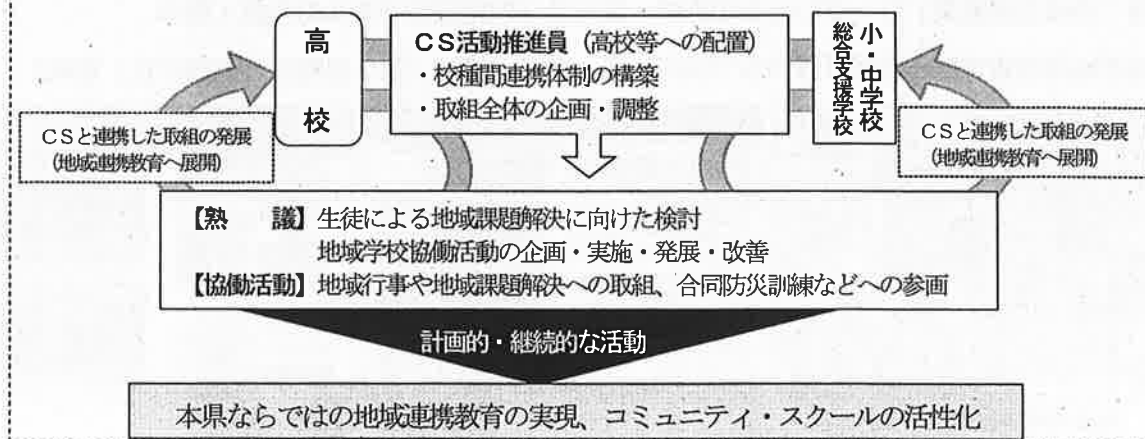 高校
CS活動推進員（高校等への配置）
・校種間連携体制の構築
・取組全体の企画・調整
小・中学校
総合支援学校
CSと連携した取組の発展
(地域連携教育へ展開)
CSと連携した取組の発展
(地域連携教育へ展開)
【熟　　議】生徒による地域課題解決に向けた検討
地域学校協働活動の企画・実施・発展・改善
【協働活動】地域行事や地域課題解決への取組、合同防災訓練などへの参画
計画的・継続的な活動
本県ならではの地域連携教育の実現、コミュニティ・スクールの活性化